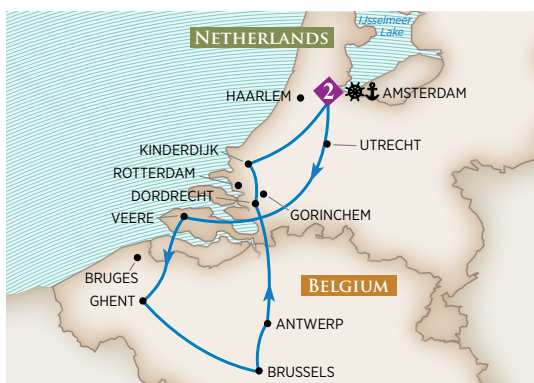 IJsselmeer
Lake
NETHERLANDS
HAARLEM
2
AMSTERDAM
UTRECHT
KINDERDIJK
ROTTERDAM
DORDRECHT
GORINCHEM
VEERE
BRUGES
BELGIUM
GHENT
ANTWERP
BRUSSELS